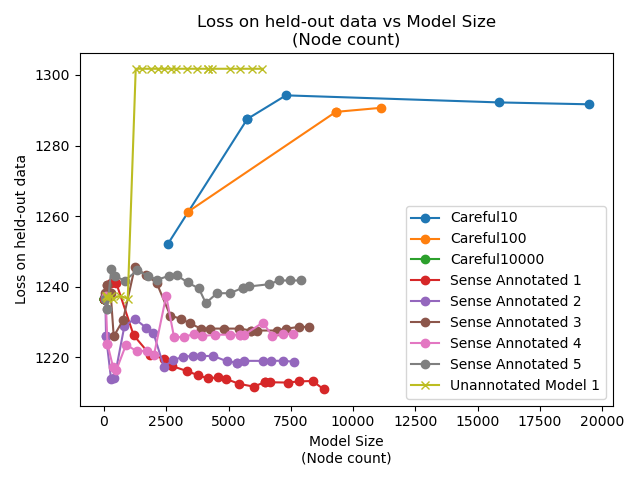 Loss on held-out data vs Model Size
(Node count)
Loss on held-out data
1300
1280
1260
1240
1220
Careful10
Careful100
Careful10000
Sense Annotated 1
Sense Annotated 2
Sense Annotated 3
Sense Annotated 4
Sense Annotated 5
Unannotated Model 1
0 2500 5000 7500 10000 12500 15000 17500 20000
Model Size
(Node count)